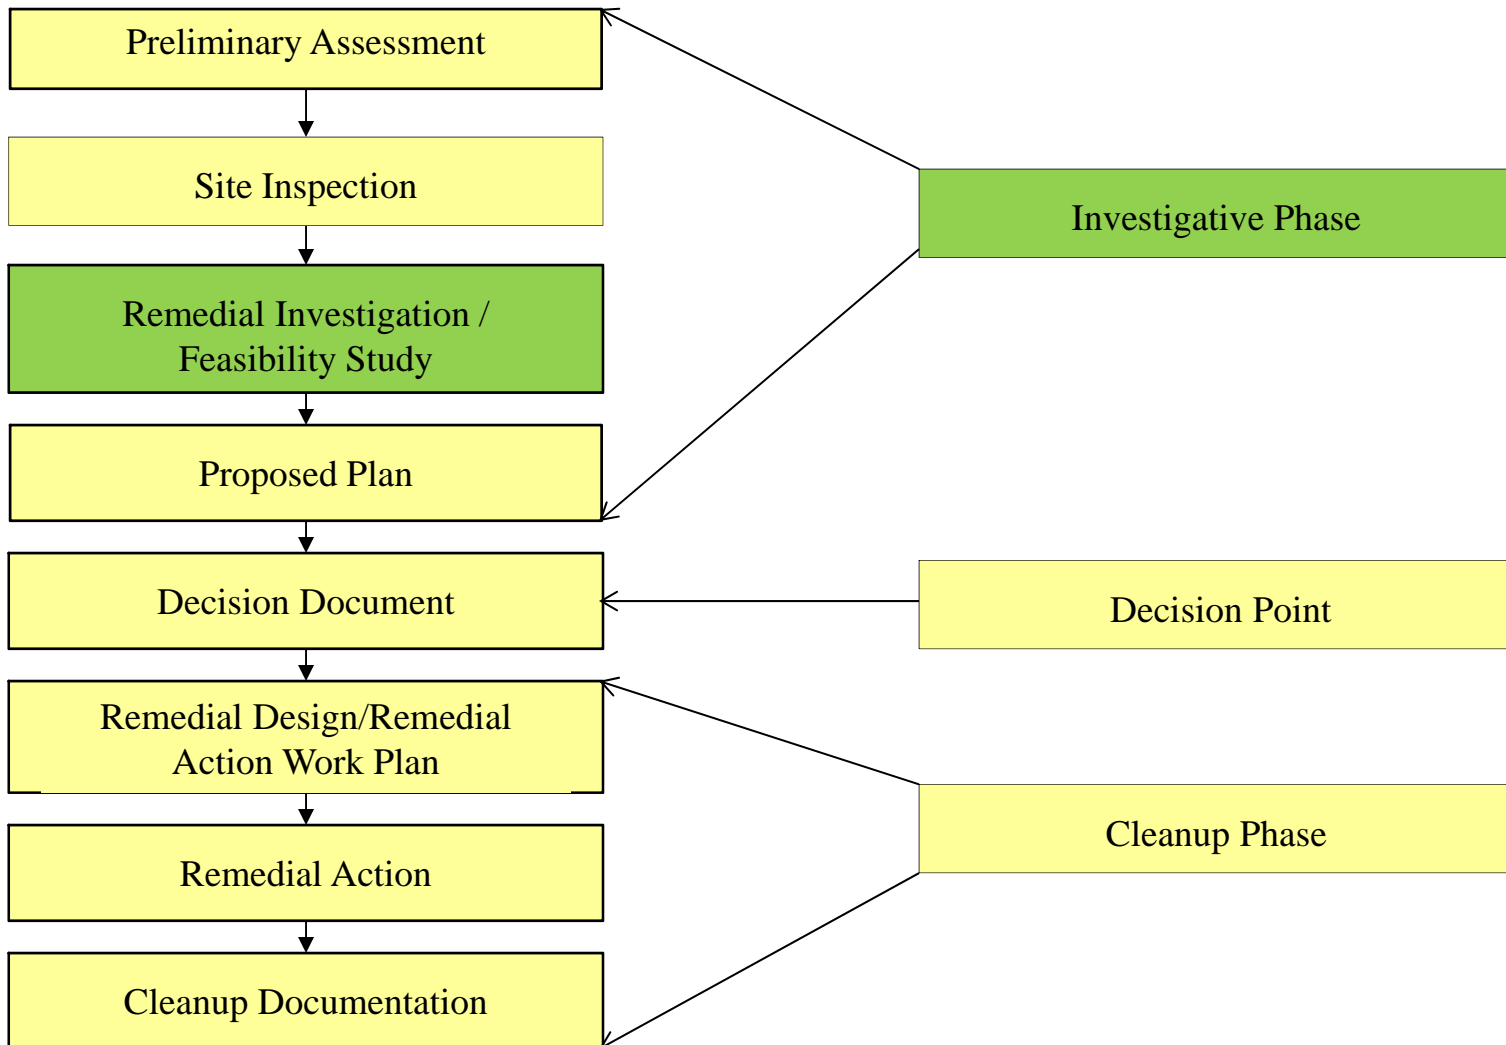 Preliminary Assessment
Site Inspection
Remedial Investigation /
Feasibility Study
Proposed Plan
Decision Document
Remedial Design/Remedial
Action Work Plan
Remedial Action
Cleanup Documentation
Investigative Phase
Decision Point
Cleanup Phase